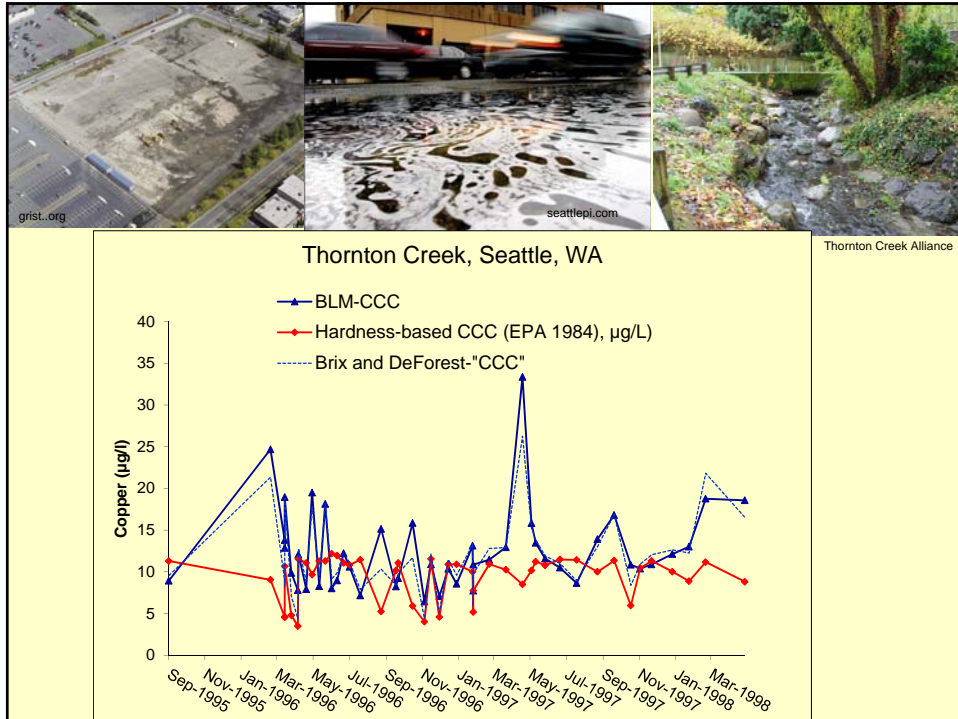 grist..org
seattlepi.com
Thornton Creek Alliance
Thornton Creek, Seattle, WA
BLM-CCC
Hardness-based CCC (EPA 1984), µg/L)
Brix and DeForest-"CCC"
Copper (µg/l)
40
35
30
25
20
15
10
5
0
Sep-1995
Nov-1995
Jan-1996
Mar-1996
May-1996
Jul-1996
Sep-1996
Nov-1996
Jan-1997
Mar-1997
May-1997
Jul-1997
Sep-1997
Nov-1997
Jan-1998
Mar-1998